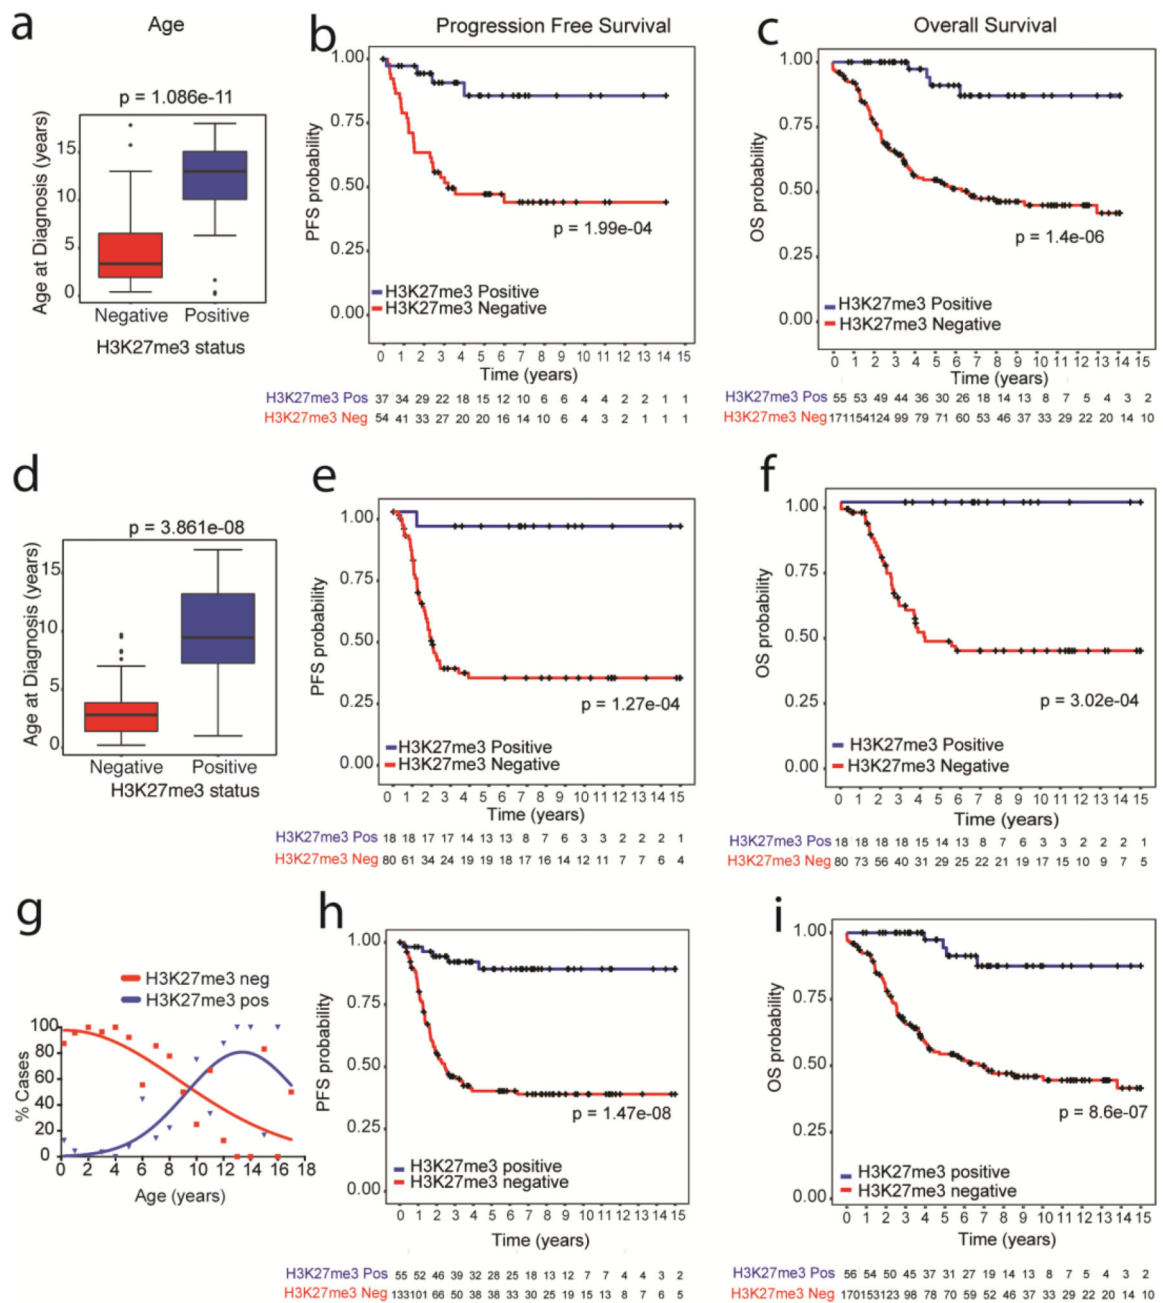 a
Age
p = 1.086e-11
Age at Diagnosis (years)
15
10
5
0
Negative Positive
H3K27me3 status
b
Progression Free Survival
PFS probability
1.00
0.75
0.50
0.25
0.00
p = 1.99e-04
H3K27me3 Positive
H3K27me3 Negative
0 1 2 3 4 5 6 7 8 9 10 11 12 13 14 15
Time (years)
H3K27me3 Pos 37 34 29 22 18 15 12 10 6 6 4 4 2 2 1 1
H3K27me3 Neg 54 41 33 27 20 20 16 14 10 6 4 3 2 1 1 1
c
Overall Survival
OS probability
1.00
0.75
0.50
0.25
0.00
p = 1.4e-06
H3K27me3 Positive
H3K27me3 Negative
0 1 2 3 4 5 6 7 8 9 10 11 12 13 14 15
Time (years)
H3K27me3 Pos 55 53 49 44 36 30 26 18 14 13 8 7 5 4 3 2
H3K27me3 Neg 171 154 124 99 79 71 60 53 46 37 33 29 22 20 14 10
d
p = 3.861e-08
Age at Diagnosis (years)
15
10
5
0
Negative Positive
H3K27me3 status
e
PFS probability
1.00
0.75
0.50
0.25
0.00
p = 1.27e-04
H3K27me3 Positive
H3K27me3 Negative
0 1 2 3 4 5 6 7 8 9 10 11 12 13 14 15
Time (years)
H3K27me3 Pos 18 18 17 17 14 13 13 8 7 6 3 3 2 2 2 1
H3K27me3 Neg 80 61 34 24 19 19 18 17 16 14 12 11 7 7 6 4
f
OS probability
1.00
0.75
0.50
0.25
0.00
p = 3.02e-04
H3K27me3 Positive
H3K27me3 Negative
0 1 2 3 4 5 6 7 8 9 10 11 12 13 14 15
Time (years)
H3K27me3 Pos 18 18 18 18 15 14 13 8 7 6 3 3 2 2 2 1
H3K27me3 Neg 80 73 56 40 31 29 25 22 21 19 17 15 10 9 7 5
g
H3K27me3 neg
H3K27me3 pos
% Cases
100
80
60
40
20
0
0 2 4 6 8 10 12 14 16 18
Age (years)
h
PFS probability
1.00
0.75
0.50
0.25
0.00
p = 1.47e-08
H3K27me3 positive
H3K27me3 negative
0 1 2 3 4 5 6 7 8 9 10 11 12 13 14 15
Time (years)
H3K27me3 Pos 55 52 46 39 32 28 25 18 13 12 7 7 4 4 3 2
H3K27me3 Neg 133 101 66 50 38 38 33 30 25 19 15 13 8 7 6 5
i
OS probability
1.00
0.75
0.50
0.25
0.00
p = 8.6e-07
H3K27me3 positive
H3K27me3 negative
0 1 2 3 4 5 6 7 8 9 10 11 12 13 14 15
Time (years)
H3K27me3 Pos 56 54 50 45 37 31 27 19 14 13 8 7 5 4 3 2
H3K27me3 Neg 170 153 123 98 78 70 59 52 46 37 33 29 22 20 14 10